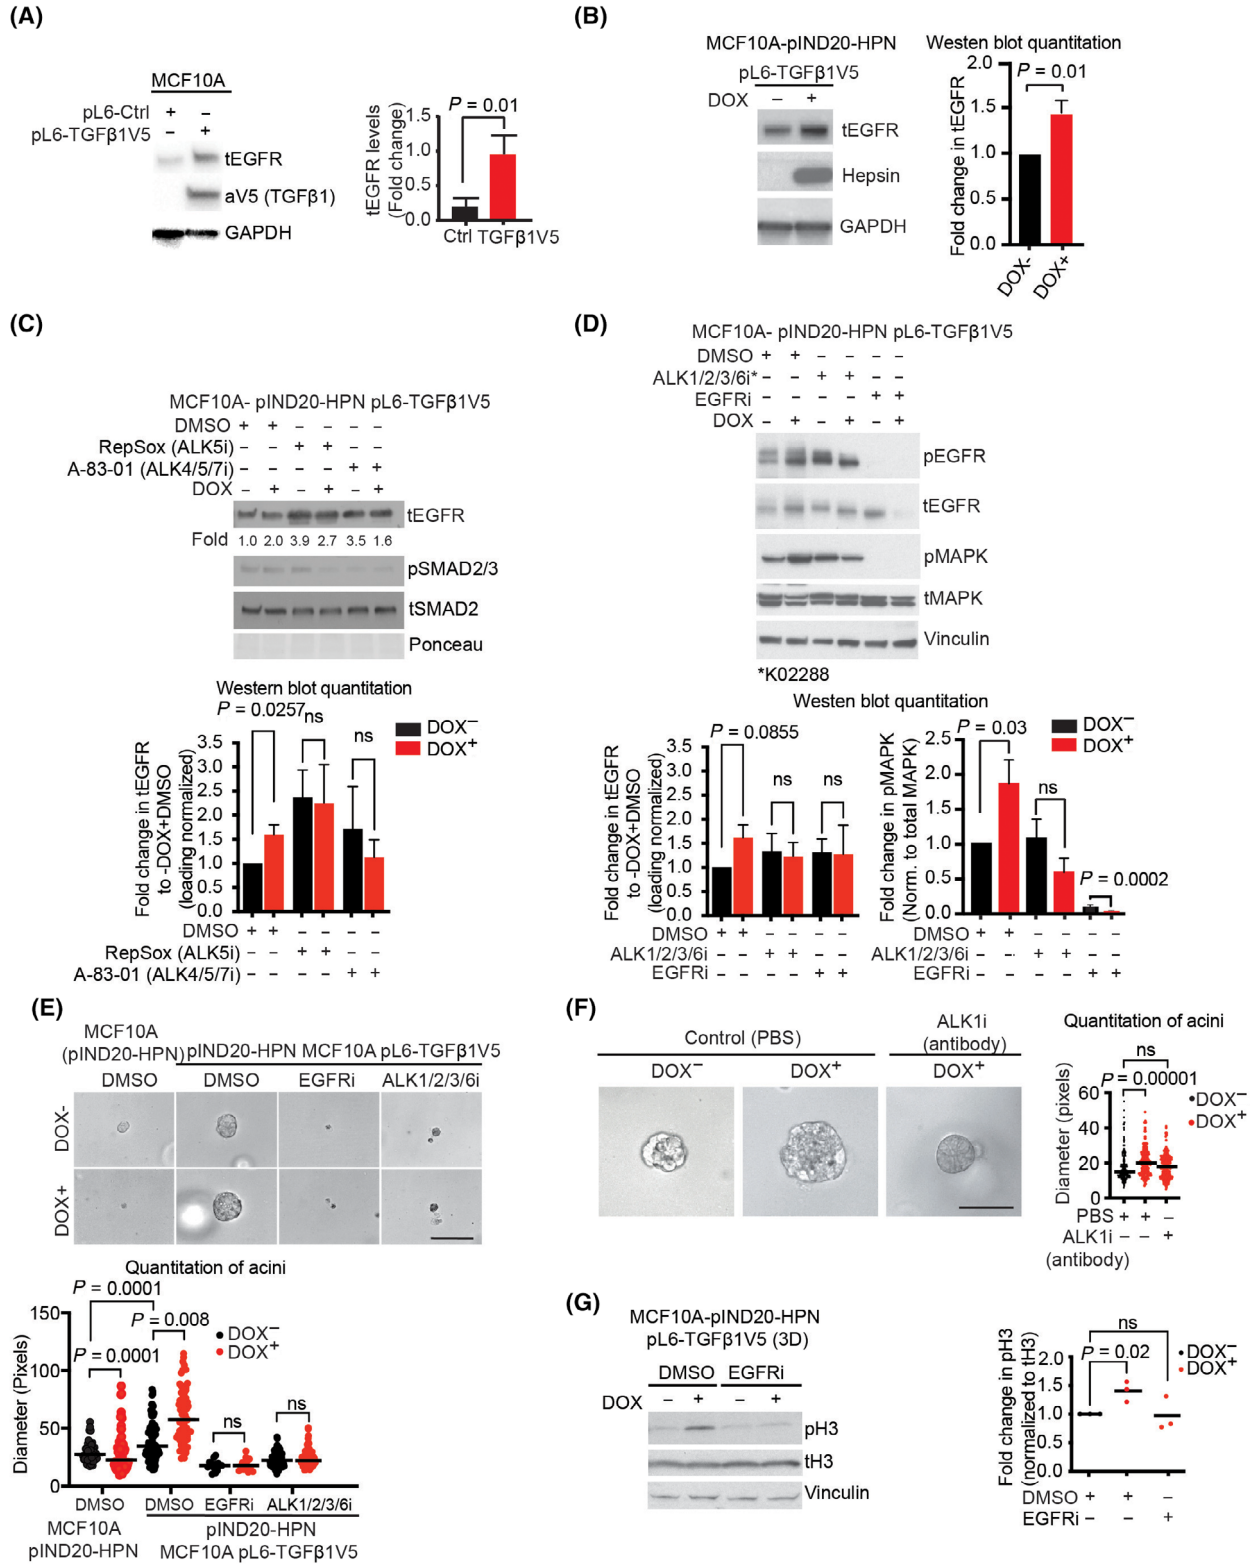 (A)
MCF10A
pL6-Ctrl + –
pL6-TGFβ1V5 – +
tEGFR
aV5 (TGFβ1)
GAPDH
tEGFR levels
(Fold change)
P = 0.01
1.5
1.0
0.5
0.0
Ctrl TGFβ1V5
(B)
MCF10A-pIND20-HPN
pL6-TGFβ1V5
DOX – +
tEGFR
Hepsin
GAPDH
Westen blot quantitation
Fold change in tEGFR
P = 0.01
2.0
1.5
1.0
0.5
0.0
DOX- DOX+
(C)
MCF10A- pIND20-HPN pL6-TGFβ1V5
DMSO + + – – – –
RepSox (ALK5i) – – + + – –
A-83-01 (ALK4/5/7i) – – – – + +
DOX – + – + – +
tEGFR
Fold 1.0 2.0 3.9 2.7 3.5 1.6
pSMAD2/3
tSMAD2
Ponceau
Western blot quantitation
P = 0.0257 ns ns
DOX–
DOX+
Fold change in tEGFR
to -DOX+DMSO
(loading normalized)
3.5
3.0
2.5
2.0
1.5
1.0
0.5
0.0
DMSO + + – – – –
RepSox (ALK5i) – – + + – –
A-83-01 (ALK4/5/7i) – – – – + +
(D)
MCF10A- pIND20-HPN pL6-TGFβ1V5
DMSO + + – – – –
ALK1/2/3/6i* – – + + – –
EGFRi – – – – + +
DOX – + – + – +
pEGFR
tEGFR
pMAPK
tMAPK
Vinculin
*K02288
Westen blot quantitation
P = 0.0855 ns ns
Fold change in tEGFR
to -DOX+DMSO
(loading normalized)
3.5
3.0
2.5
2.0
1.5
1.0
0.5
0.0
DMSO + + – – – –
ALK1/2/3/6i – – + + – –
EGFRi – – – – + +
P = 0.03 ns P = 0.0002
DOX–
DOX+
Fold change in pMAPK
(Norm. to total MAPK)
2.5
2.0
1.5
1.0
0.5
0.0
DMSO + + – – – –
ALK1/2/3/6i – – + + – –
EGFRi – – – – + +
(E)
MCF10A
(pIND20-HPN) pIND20-HPN MCF10A pL6-TGFβ1V5
DMSO DMSO EGFRi ALK1/2/3/6i
DOX-
DOX+
Quantitation of acini
P = 0.0001
P = 0.008
P = 0.0001
ns ns
DOX–
DOX+
Diameter (Pixels)
150
100
50
0
DMSO DMSO EGFRi ALK1/2/3/6i
MCF10A
pIND20-HPN
pIND20-HPN
MCF10A pL6-TGFβ1V5
(F)
Control (PBS)
ALK1i
(antibody)
DOX– DOX+ DOX+
Quantitation of acini
ns
P = 0.00001
DOX–
DOX+
Diameter (pixels)
60
40
20
0
PBS + + –
ALK1i – – +
(antibody)
(G)
MCF10A-pIND20-HPN
pL6-TGFβ1V5 (3D)
DMSO EGFRi
DOX – + – +
pH3
tH3
Vinculin
ns
P = 0.02
DOX–
DOX+
Fold change in pH3
(normalized to tH3)
2.0
1.5
1.0
0.5
0.0
DMSO + + –
EGFRi – – +